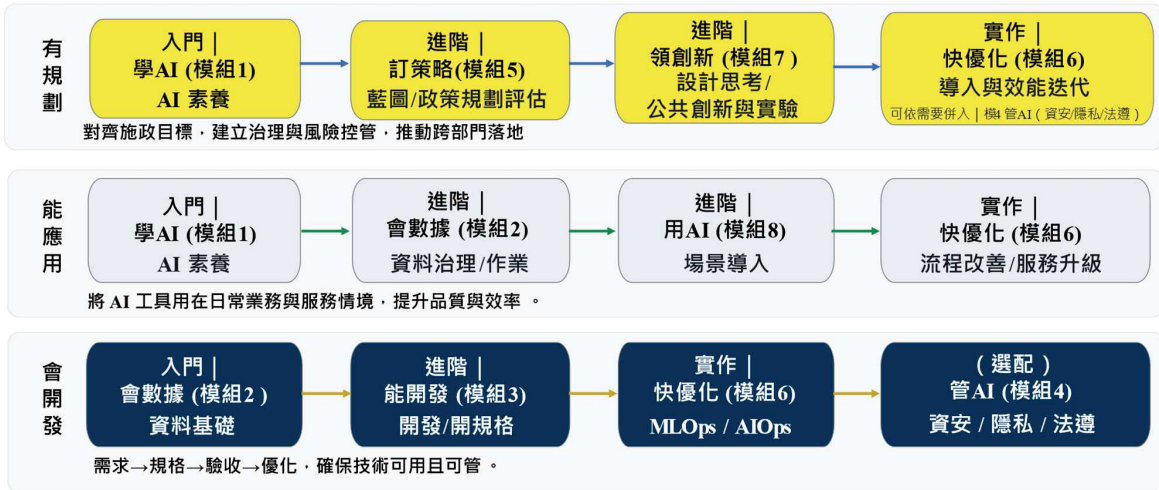 有規劃
入門 |
學AI (模組1)
AI 素養
進階 |
訂策略(模組5)
藍圖/政策規劃評估
進階 |
領創新 (模組7 )
設計思考/
公共創新與實驗
實作 |
快優化 (模組6)
導入與效能迭代
可依需要併入 | 模4 管AI ( 資安/隱私/法遵 )
對齊施政目標，建立治理與風險控管，推動跨部門落地
能應用
入門 |
學AI (模組1)
AI 素養
進階 |
會數據 (模組2)
資料治理/作業
進階 |
用AI (模組8)
場景導入
實作 |
快優化 (模組6)
流程改善/服務升級
將 AI 工具用在日常業務與服務情境，提升品質與效率 。
會開發
入門 |
會數據 (模組2 )
資料基礎
進階 |
能開發 (模組3)
開發/開規格
實作 |
快優化 (模組6)
MLOps / AIOps
( 選配 )
管AI (模組4)
資安 / 隱私 / 法遵
需求→規格→驗收→優化，確保技術可用且可管 。